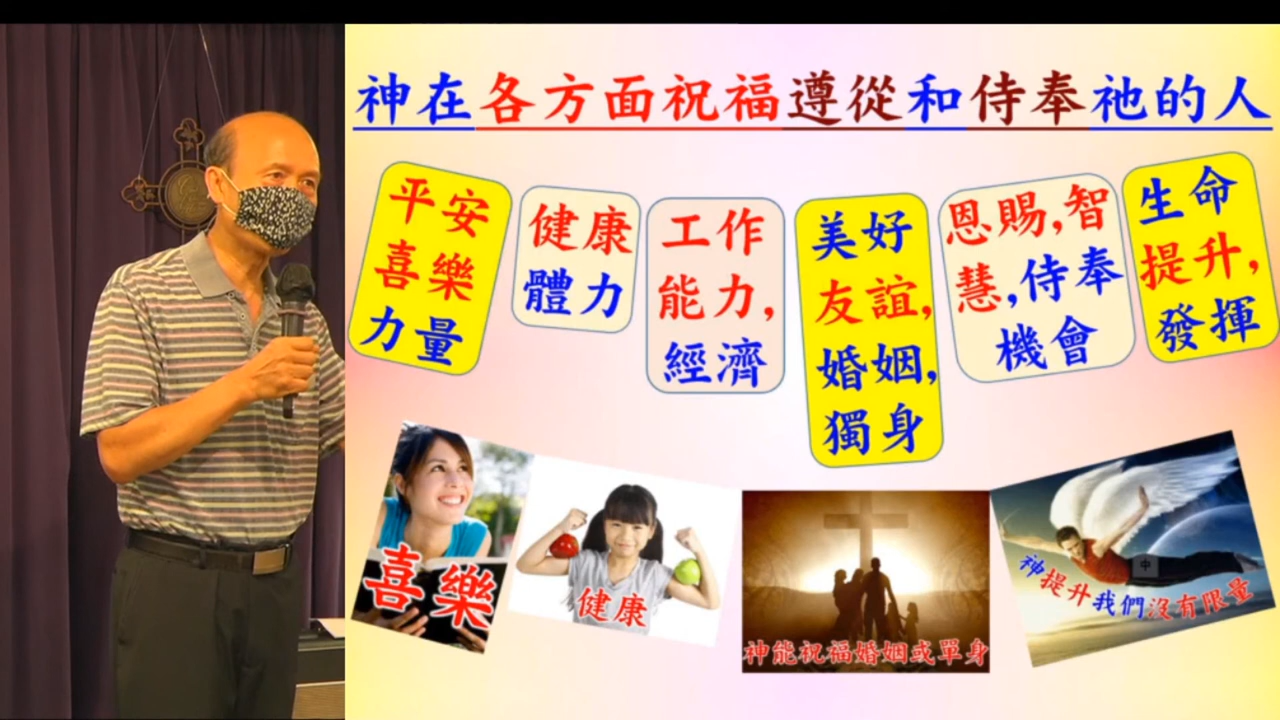 神在各方面祝福遵從和侍奉祂的人
平安
喜樂
力量
健康
體力
工作
能力,
經濟
美好
友誼,
婚姻,
獨身
恩賜,智
慧,侍奉
機會
生命
提升,
發揮
喜樂
健康
神能祝福婚姻或單身
神提升我們沒有限量
中